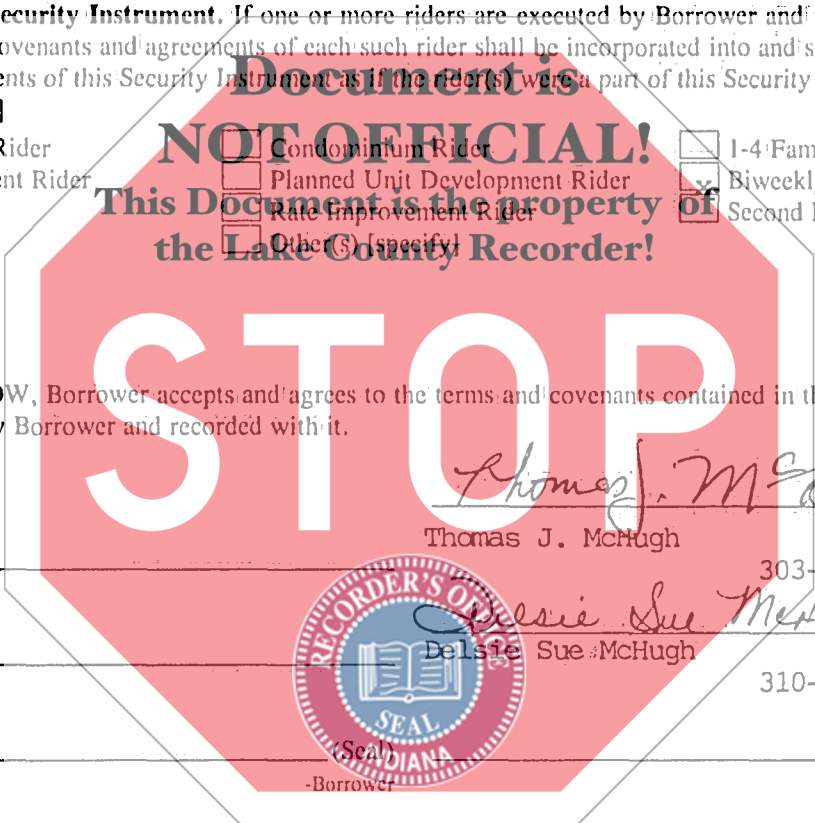 ecurity Instrument. If one or more riders are executed by Borrower and
ovenants and agreements of each such rider shall be incorporated into and s
ents of this Security Instrument as if the rider(s) were a part of this Security
Document is
NOT OFFICIAL!
This Document is the property of
the Lake County Recorder!
Rider Condominium Rider 1-4 Fam
nt Rider Planned Unit Development Rider x Biweekl
Rate Improvement Rider Second
Other(s) [specify]
STOP
OW, Borrower accepts and agrees to the terms and covenants contained in th
y Borrower and recorded with it.
Thomas J. Mc
Thomas J. McHugh
303-
Delsie Sue McH
Delsie Sue McHugh
310-
RECORDER'S OFFICE
SEAL
INDIANA
(Seal)
-Borrower